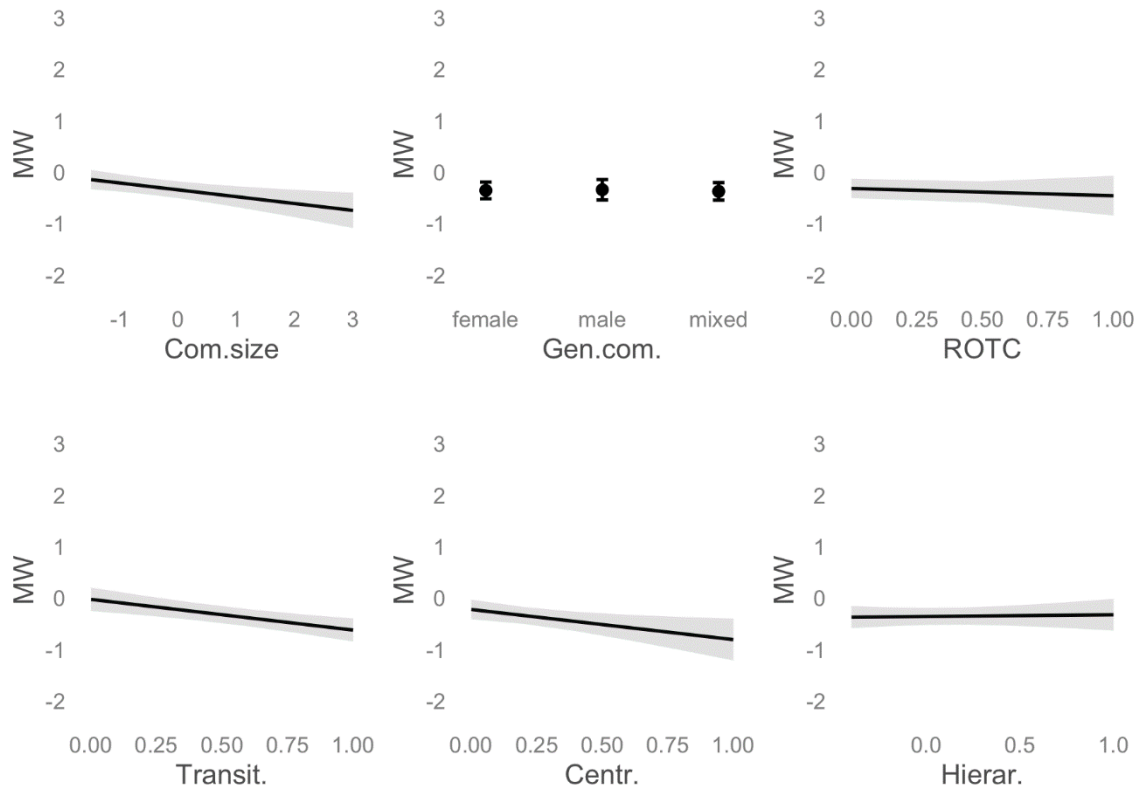 3 3 3
2 2 2
1 1 1
MW MW MW
0 0 0
-1 -1 -1
-2 -2 -2
-1 0 1 2 3 female male mixed 0.00 0.25 0.50 0.75 1.00
Com.size Gen.com. ROTC
3 3 3
2 2 2
1 1 1
MW MW MW
0 0 0
-1 -1 -1
-2 -2 -2
0.00 0.25 0.50 0.75 1.00 0.00 0.25 0.50 0.75 1.00 0.0 0.5 1.0
Transit. Centr. Hierar.